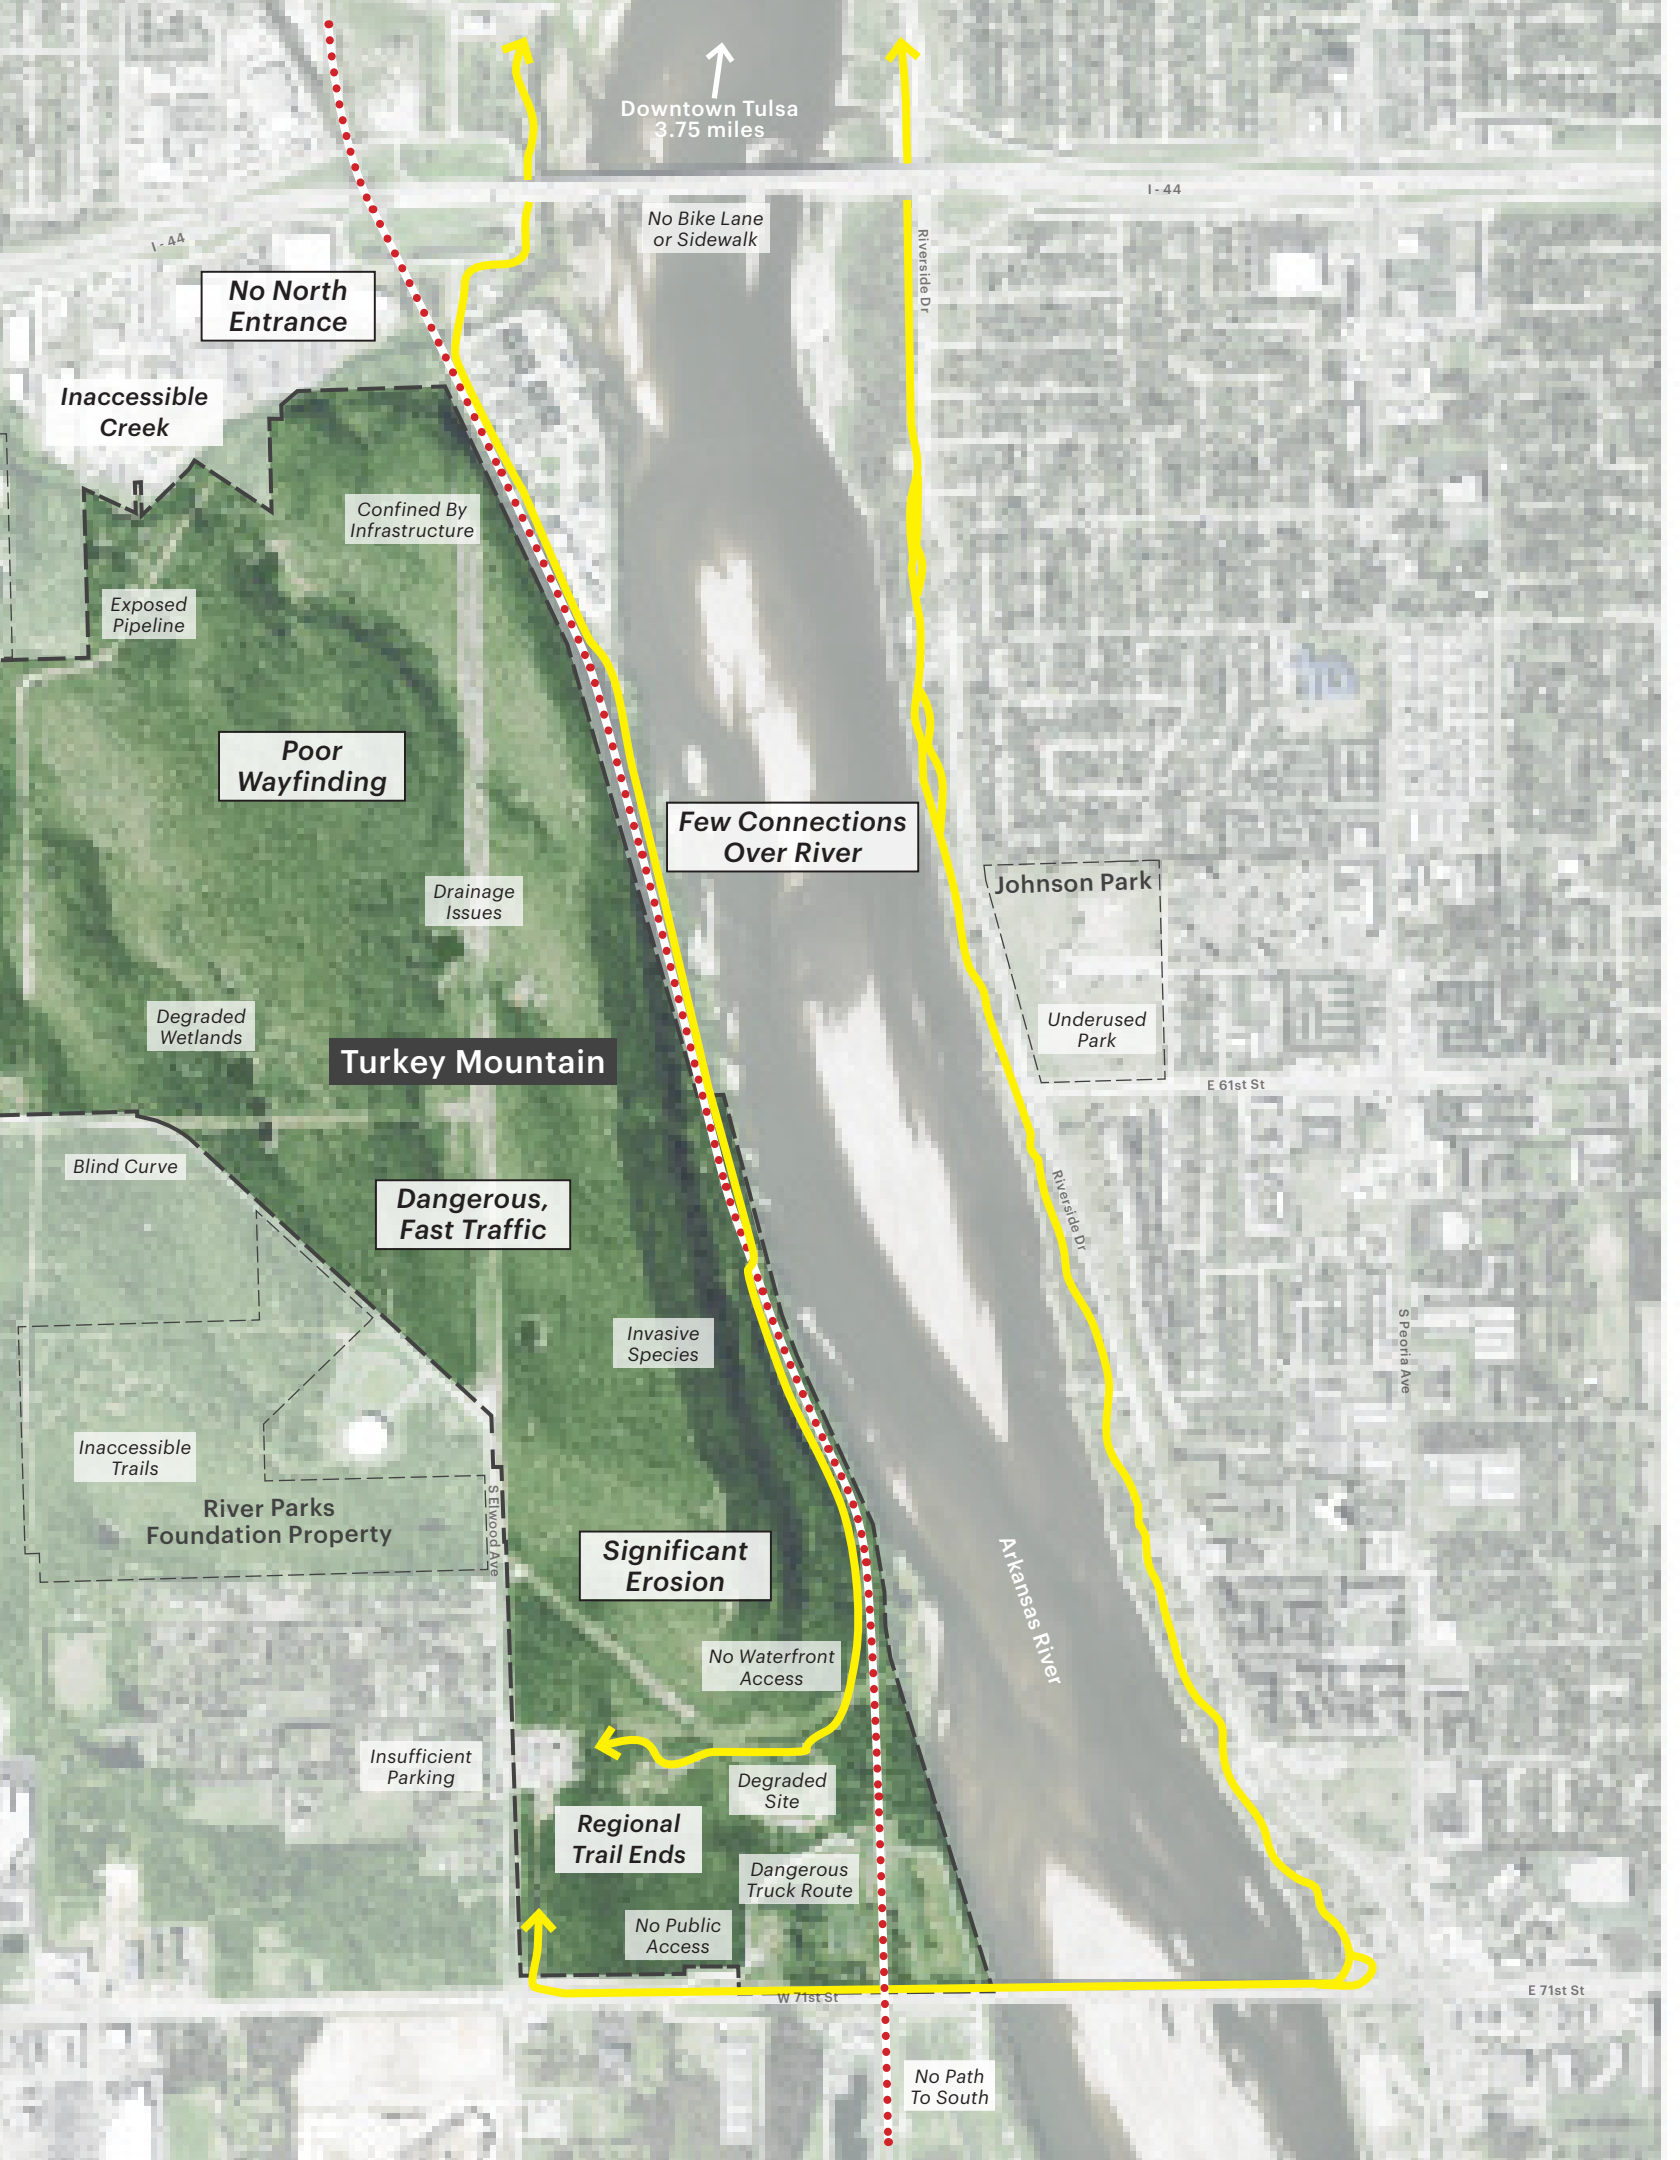 Downtown Tulsa
3.75 miles
I-44
No Bike Lane
or Sidewalk
I-44
Riverside Dr
No North
Entrance
Inaccessible
Creek
Confined By
Infrastructure
Exposed
Pipeline
Poor
Wayfinding
Few Connections
Over River
Johnson Park
Drainage
Issues
Degraded
Wetlands
Underused
Park
Turkey Mountain
E 61st St
Blind Curve
Dangerous,
Fast Traffic
Riverside Dr
Invasive
Species
S Peoria Ave
Inaccessible
Trails
River Parks
Foundation Property
S Elwood Ave
Significant
Erosion
Arkansas River
No Waterfront
Access
Insufficient
Parking
Degraded
Site
Regional
Trail Ends
Dangerous
Truck Route
No Public
Access
W 71st St
E 71st St
No Path
To South